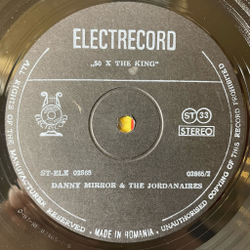 ELECTRECORD
„50 X THE KING"
ST 33
STEREO
ST-ELE 02865
02865/2
DANNY MIRROR & THE JORDANAIRES
ALL RIGHTS OF THE MANUFACTURER RESERVED. MADE IN ROMANIA. UNAUTHORISED COPYING OF THIS RECORD PROHIBITED